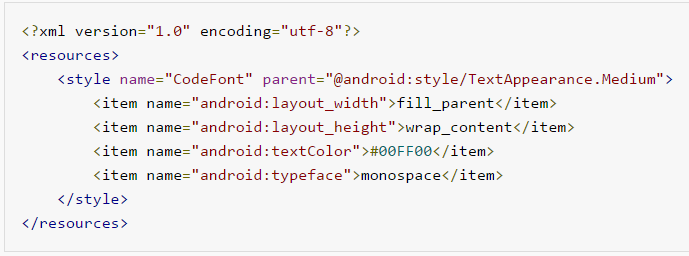 <?xml version="1.0" encoding="utf-8"?>
<resources>
    <style name="CodeFont" parent="@android:style/TextAppearance.Medium">
        <item name="android:layout_width">fill_parent</item>
        <item name="android:layout_height">wrap_content</item>
        <item name="android:textColor">#00FF00</item>
        <item name="android:typeface">monospace</item>
    </style>
</resources>